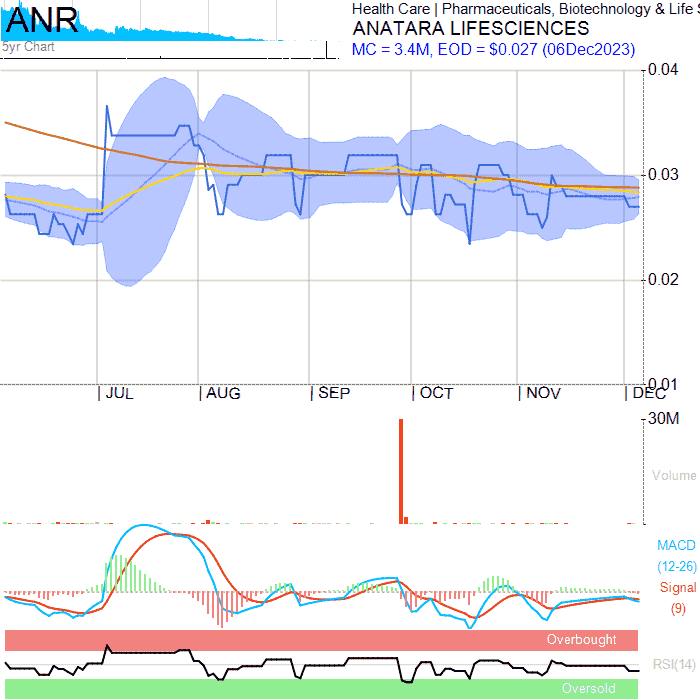 ANR
Health Care | Pharmaceuticals, Biotechnology & Life S
ANATARA LIFESCIENCES
MC = 3.4M, EOD = $0.027 (06Dec2023)
5yr Chart
0.04
0.03
0.02
0.01
JUL
AUG
SEP
OCT
NOV
DEC
30M
Volume
MACD
(12-26)
Signal
(9)
Overbought
RSI(14)
Oversold